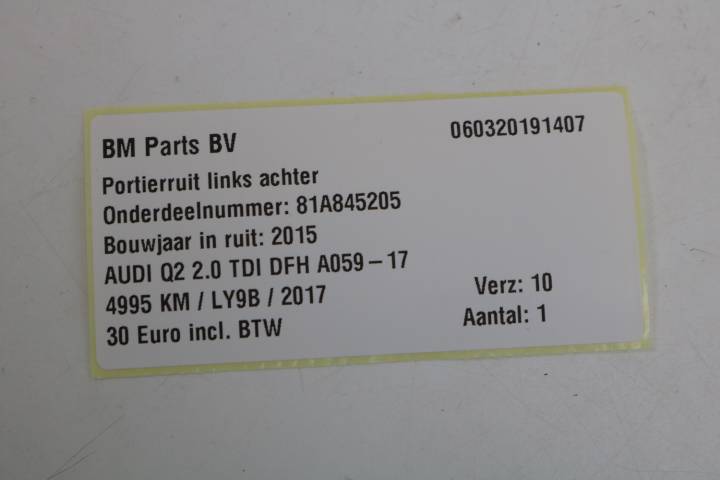 BM Parts BV
060320191407
Portierruit links achter
Onderdeelnummer: 81A845205
Bouwjaar in ruit: 2015
AUDI Q2 2.0 TDI DFH A059-17
4995 KM / LY9B / 2017
Verz: 10
30 Euro incl. BTW
Aantal: 1